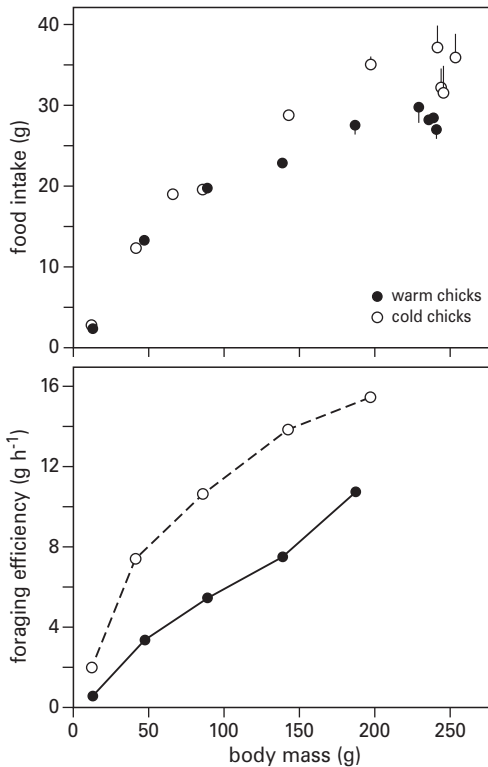 40
30
20
10
0
food intake (g)
warm chicks
cold chicks
16
12
8
4
0
foraging efficiency (g h-1)
0 50 100 150 200 250
body mass (g)